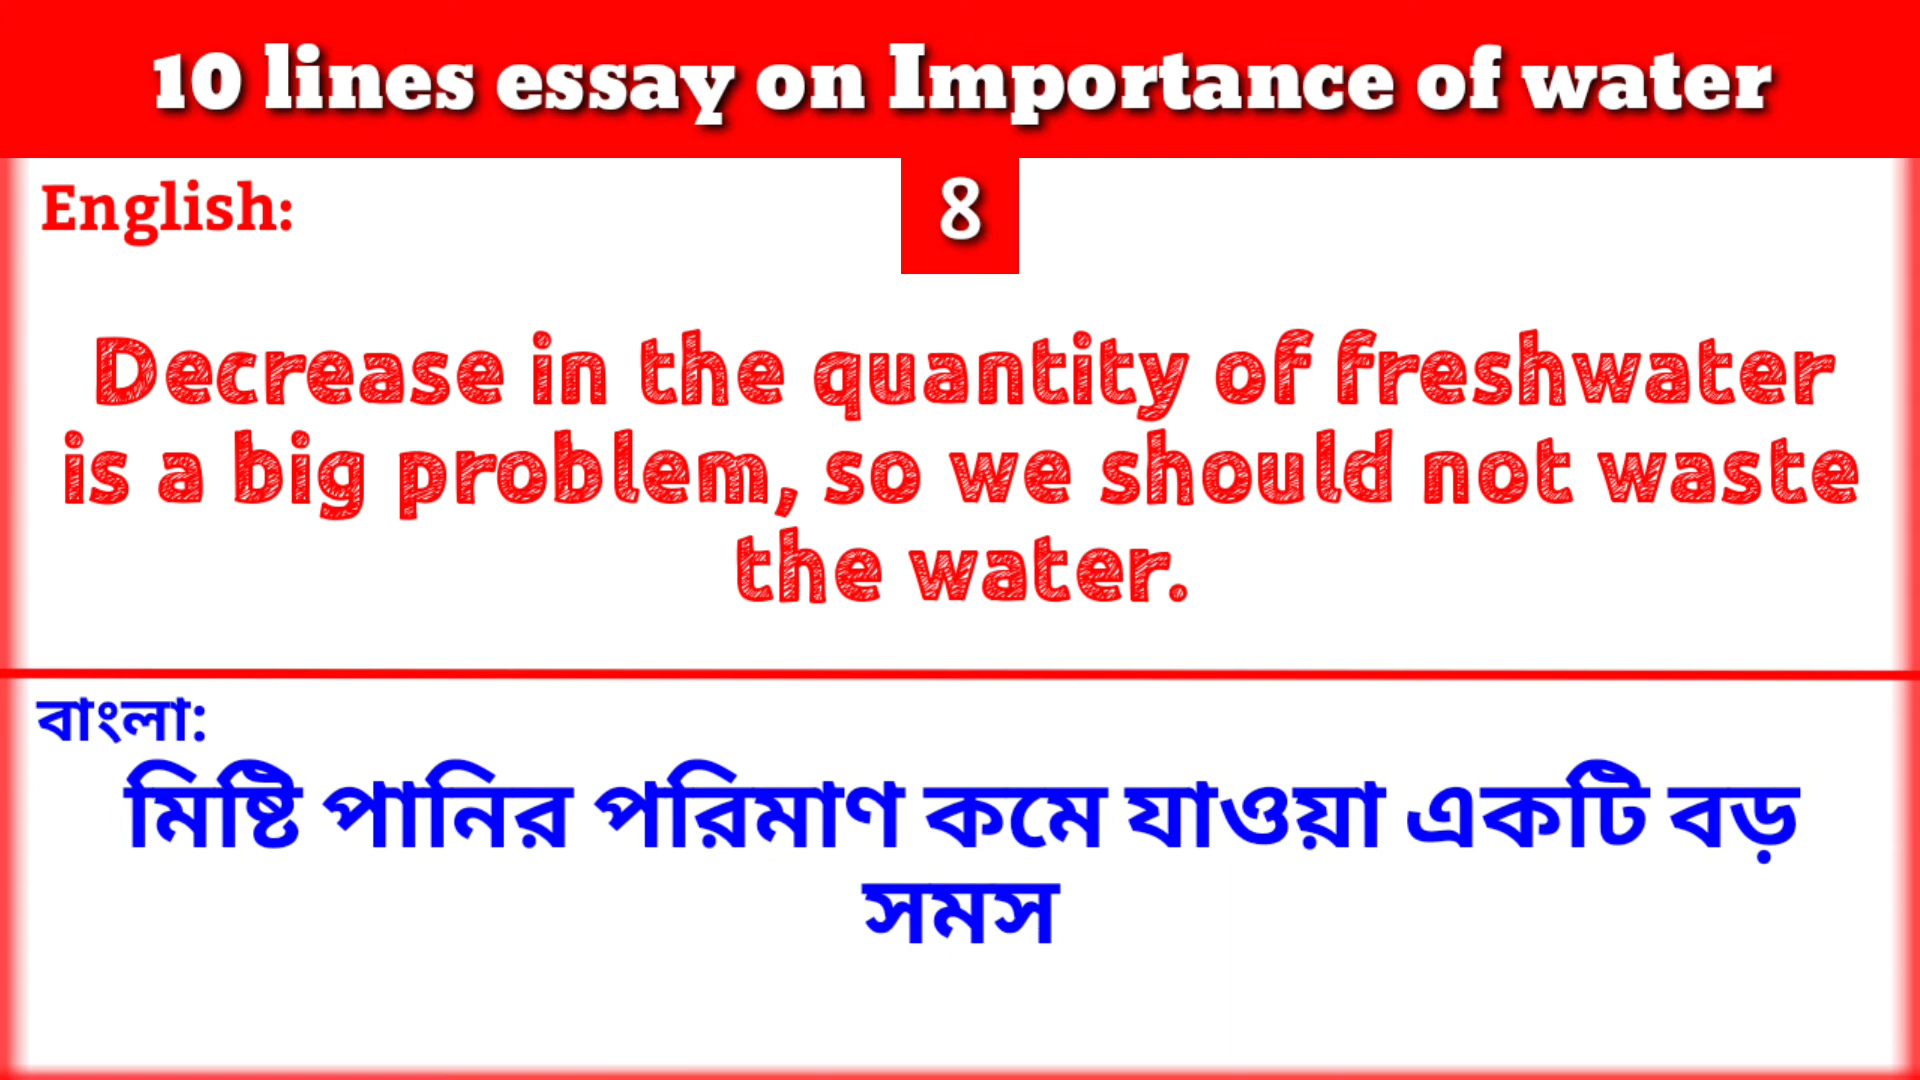 10 lines essay on Importance of water
English:
8
Decrease in the quantity of freshwater
is a big problem, so we should not waste
the water.
বাংলা:
মিষ্টি পানির পরিমাণ কমে যাওয়া একটি বড়
সমস